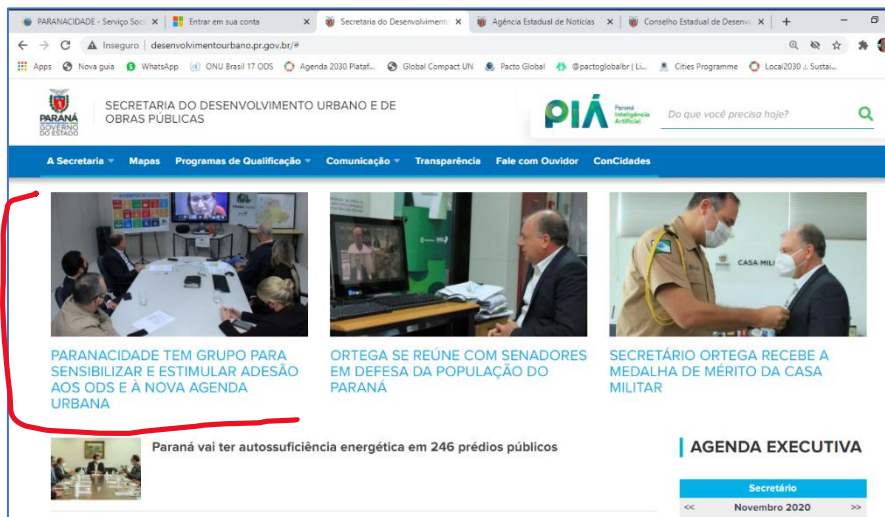 PARANACIDADE - Serviço Soci
Entrar em sua conta
Secretaria do Desenvolvimento
Agência Estadual de Notícias
Conselho Estadual de Desenvo
Inseguro | desenvolvimentourbano.pr.gov.br/#
Apps Nova guia WhatsApp ONU Brasil 17 ODS Agenda 2030 Plataf... Global Compact UN Pacto Global @pactoglobalbr | Li... Cities Programme Local2030 .:. Sustai...
PARANÁ
GOVERNO
DO ESTADO
SECRETARIA DO DESENVOLVIMENTO URBANO E DE
OBRAS PÚBLICAS
PIÁ
Paraná
Inteligência
Artificial
Do que você precisa hoje?
A Secretaria Mapas Programas de Qualificação Comunicação Transparência Fale com Ouvidor ConCidades
CASA MILI
PARANACIDADE TEM GRUPO PARA
SENSIBILIZAR E ESTIMULAR ADESÃO
AOS ODS E À NOVA AGENDA
URBANA
ORTEGA SE REÚNE COM SENADORES
EM DEFESA DA POPULAÇÃO DO
PARANÁ
SECRETÁRIO ORTEGA RECEBE A
MEDALHA DE MÉRITO DA CASA
MILITAR
Paraná vai ter autossuficiência energética em 246 prédios públicos
AGENDA EXECUTIVA
Secretário
<< Novembro 2020 >>